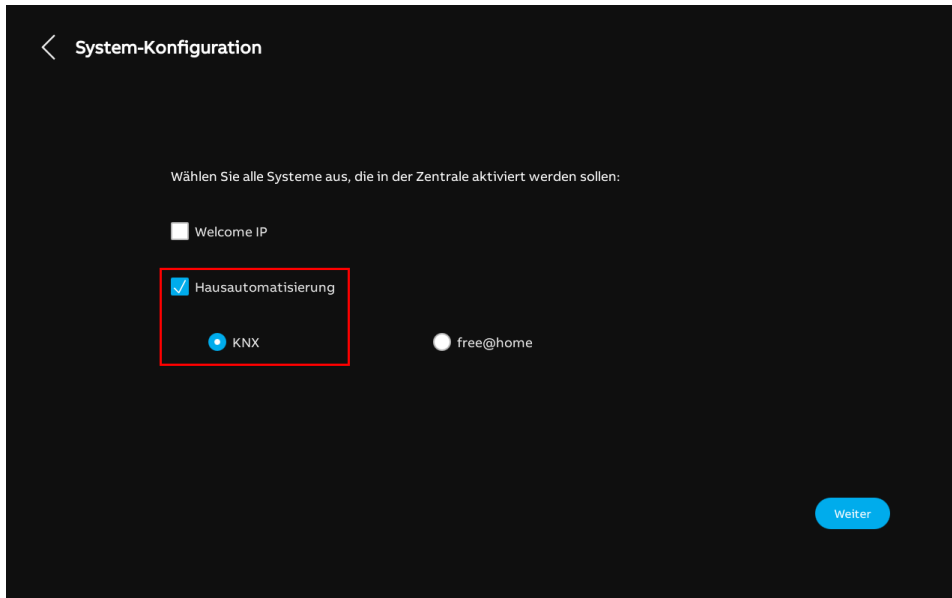 System-Konfiguration
Wählen Sie alle Systeme aus, die in der Zentrale aktiviert werden sollen:
Welcome IP
Hausautomatisierung
KNX
free@home
Weiter